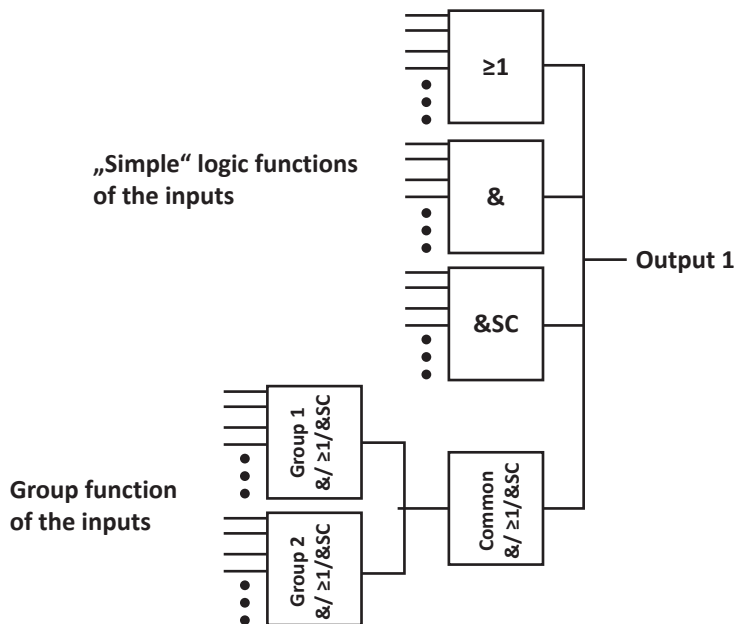 ≥1
„Simple“ logic functions
of the inputs
&
Output 1
&SC
Group 1
&/ ≥1/&SC
Group function
of the inputs
Common
&/ ≥1/&SC
Group 2
&/ ≥1/&SC